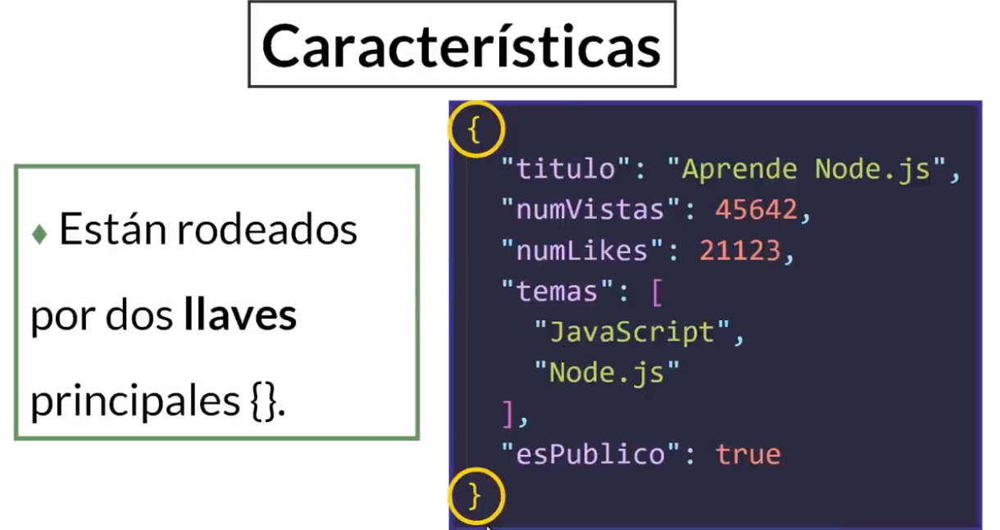 Características
♦ Están rodeados
por dos llaves
principales {}.
{
"titulo": "Aprende Node.js",
"numVistas": 45642,
"numLikes": 21123,
"temas": [
"JavaScript",
"Node.js"
],
"esPublico": true
}